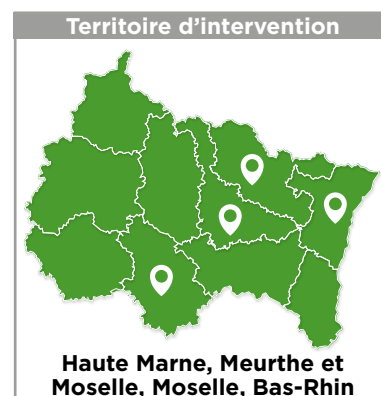 Territoire d’intervention
Haute Marne, Meurthe et
Moselle, Moselle, Bas-Rhin